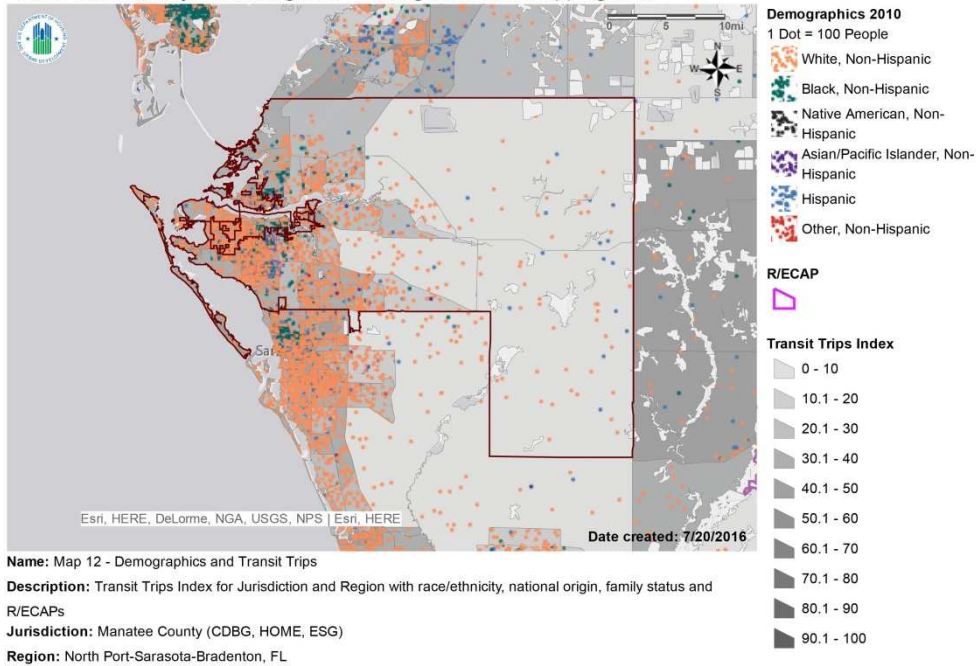 0 5 10mi
N
W E
S
Sar
Esri, HERE, DeLorme, NGA, USGS, NPS | Esri, HERE
Date created: 7/20/2016
Demographics 2010
1 Dot = 100 People
White, Non-Hispanic
Black, Non-Hispanic
Native American, Non-
Hispanic
Asian/Pacific Islander, Non-
Hispanic
Hispanic
Other, Non-Hispanic
R/ECAP
Transit Trips Index
0 - 10
10.1 - 20
20.1 - 30
30.1 - 40
40.1 - 50
50.1 - 60
60.1 - 70
70.1 - 80
80.1 - 90
90.1 - 100
Name: Map 12 - Demographics and Transit Trips
Description: Transit Trips Index for Jurisdiction and Region with race/ethnicity, national origin, family status and
R/ECAPs
Jurisdiction: Manatee County (CDBG, HOME, ESG)
Region: North Port-Sarasota-Bradenton, FL